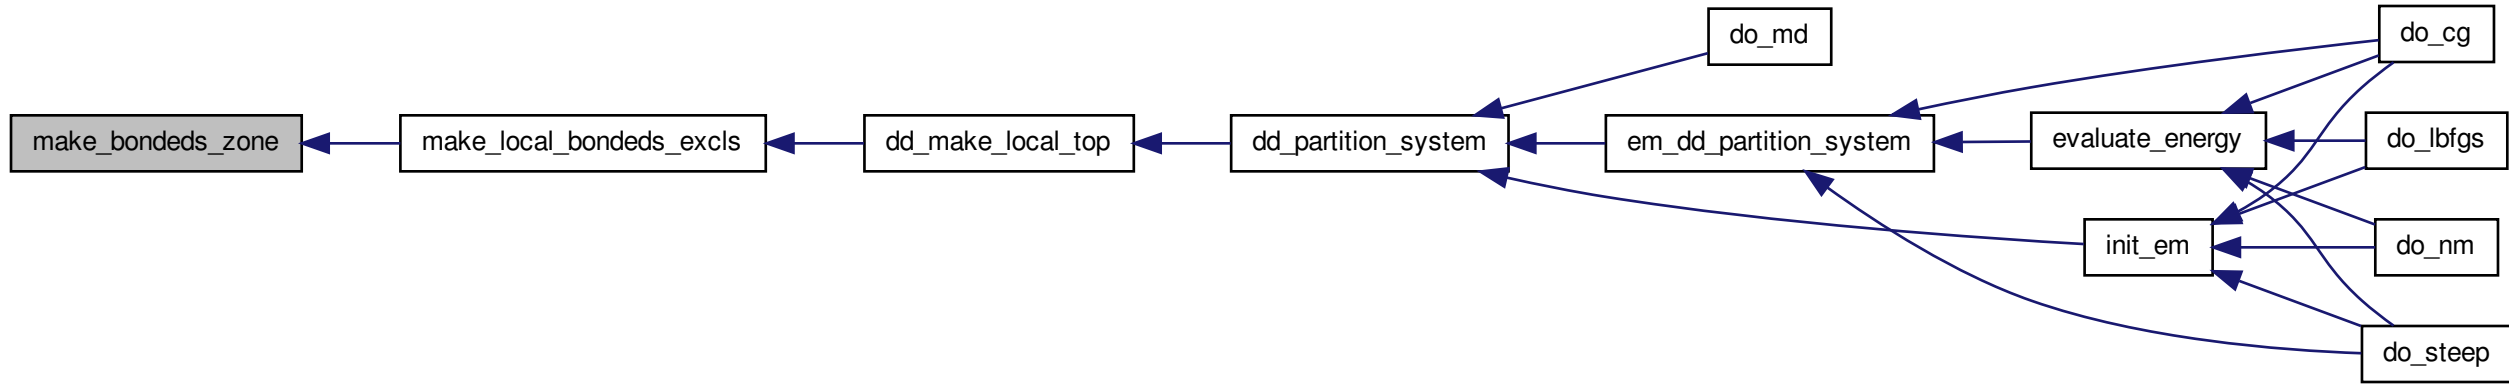 make_bondeds_zone
make_local_bondeds_excls
dd_make_local_top
dd_partition_system
do_md
em_dd_partition_system
evaluate_energy
init_em
do_cg
do_lbfgs
do_nm
do_steep